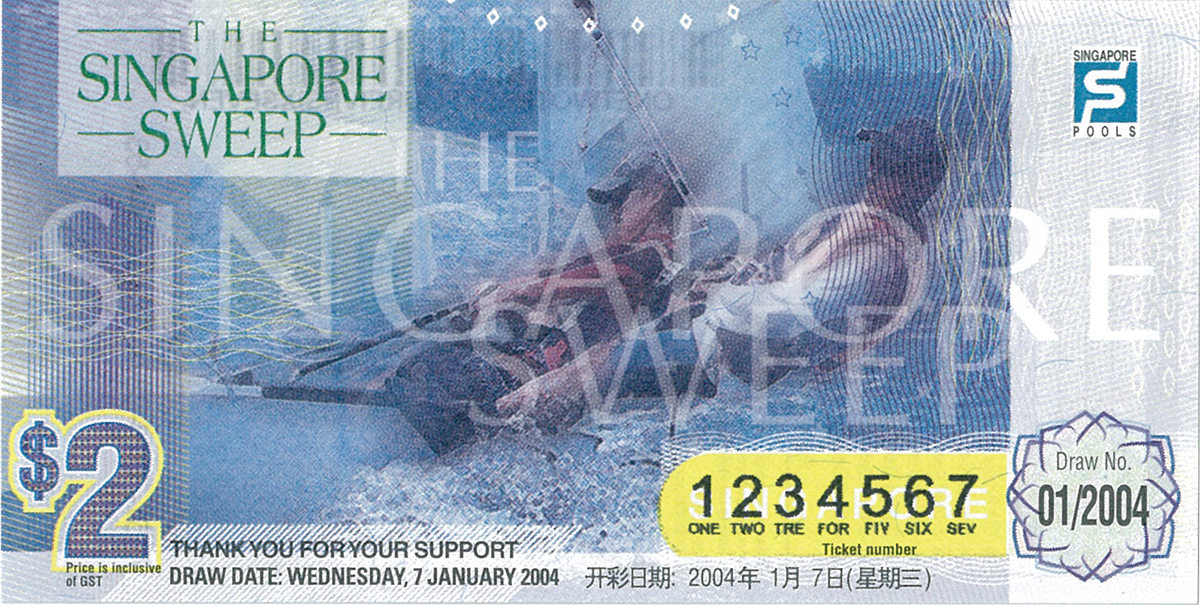 THE
SINGAPORE
SWEEP
SINGAPORE
POOLS
THE
SINGAPORE
SWEEP
$2
Price is inclusive
of GST
THANK YOU FOR YOUR SUPPORT
DRAW DATE: WEDNESDAY, 7 JANUARY 2004 开彩日期: 2004年 1月 7日(星期三)
1234567
ONE TWO TRE FOR FIV SIX SEV
Ticket number
Draw No.
01/2004